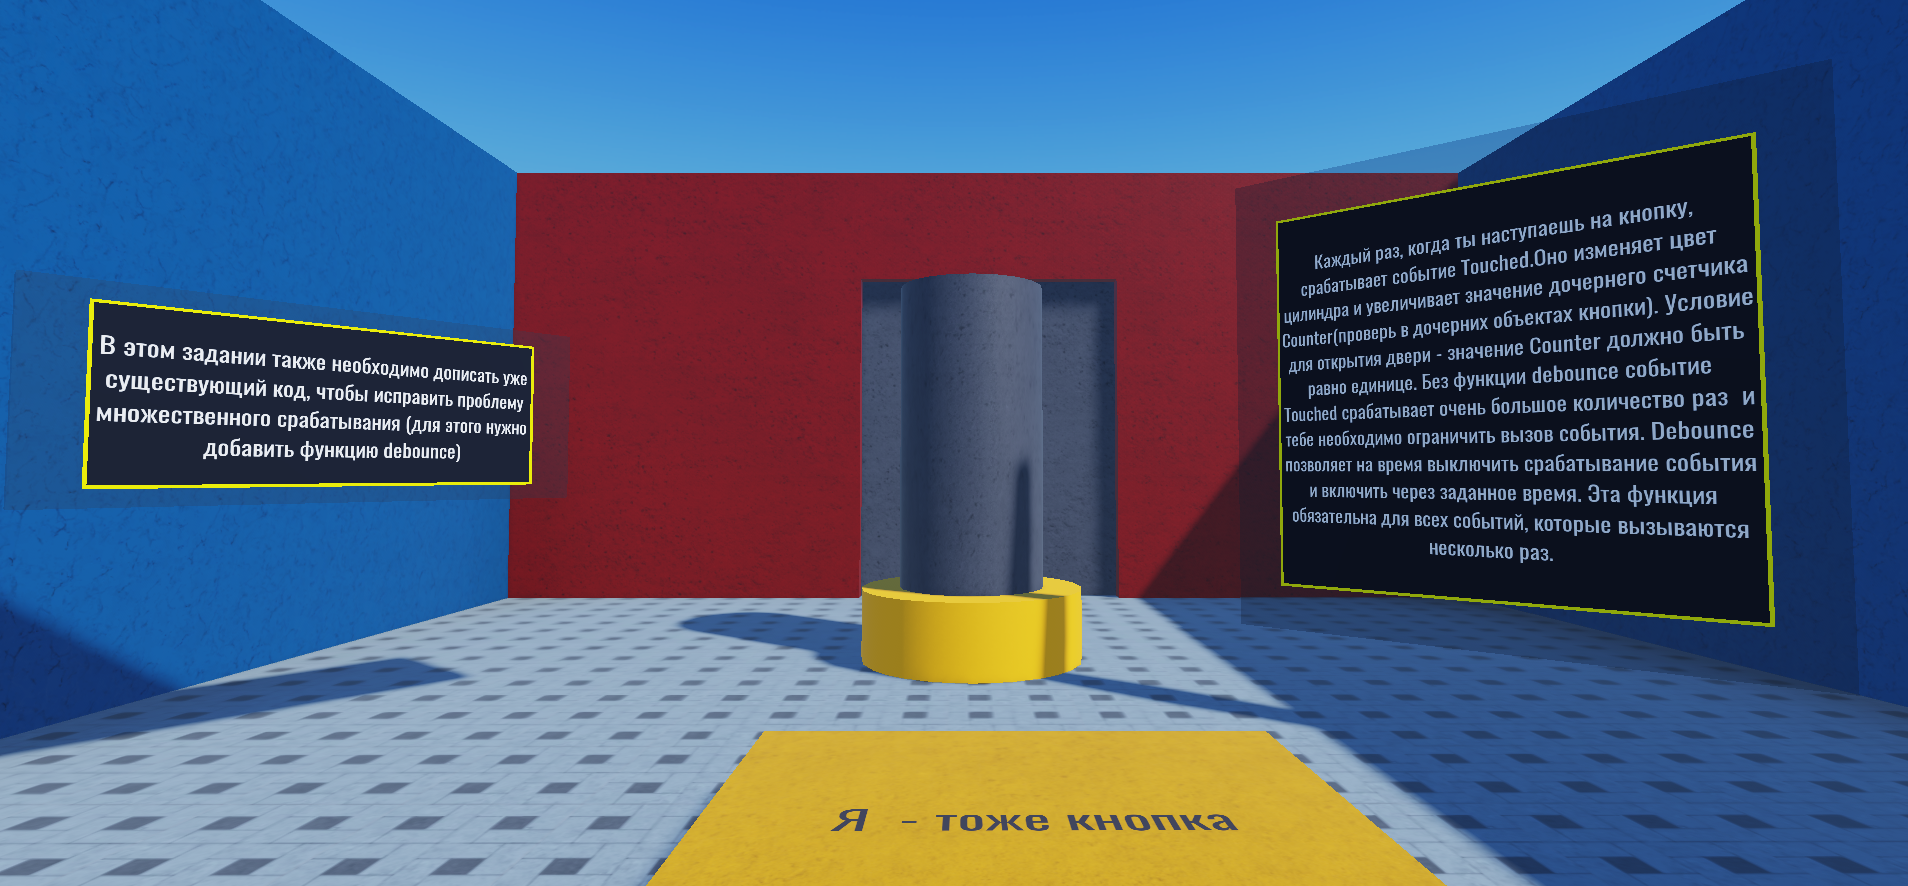 В этом задании также необходимо дописать уже
существующий код, чтобы исправить проблему
множественного срабатывания (для этого нужно
добавить функцию debounce)
Каждый раз, когда ты наступаешь на кнопку,
срабатывает событие Touched.Оно изменяет цвет
цилиндра и увеличивает значение дочернего счетчика
Counter(проверь в дочерних объектах кнопки). Условие
для открытия двери - значение Counter должно быть
равно единице. Без функции debounce событие
Touched срабатывает очень большое количество раз  и
тебе необходимо ограничить вызов события. Debounce
позволяет на время выключить срабатывание события
и включить через заданное время. Эта функция
обязательна для всех событий, которые вызываются
несколько раз.
Я  - тоже кнопка